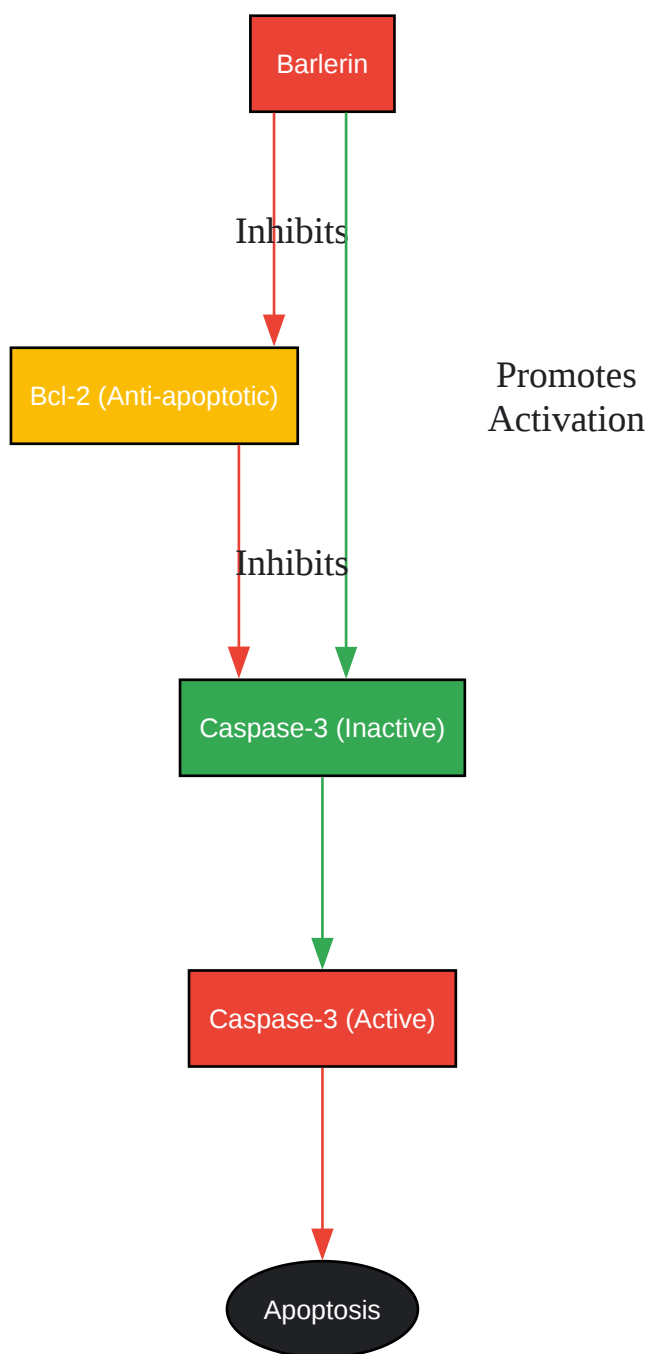 Barlerin
Inhibits
Promotes
Activation
Bcl-2 (Anti-apoptotic)
Inhibits
Caspase-3 (Inactive)
Caspase-3 (Active)
Apoptosis